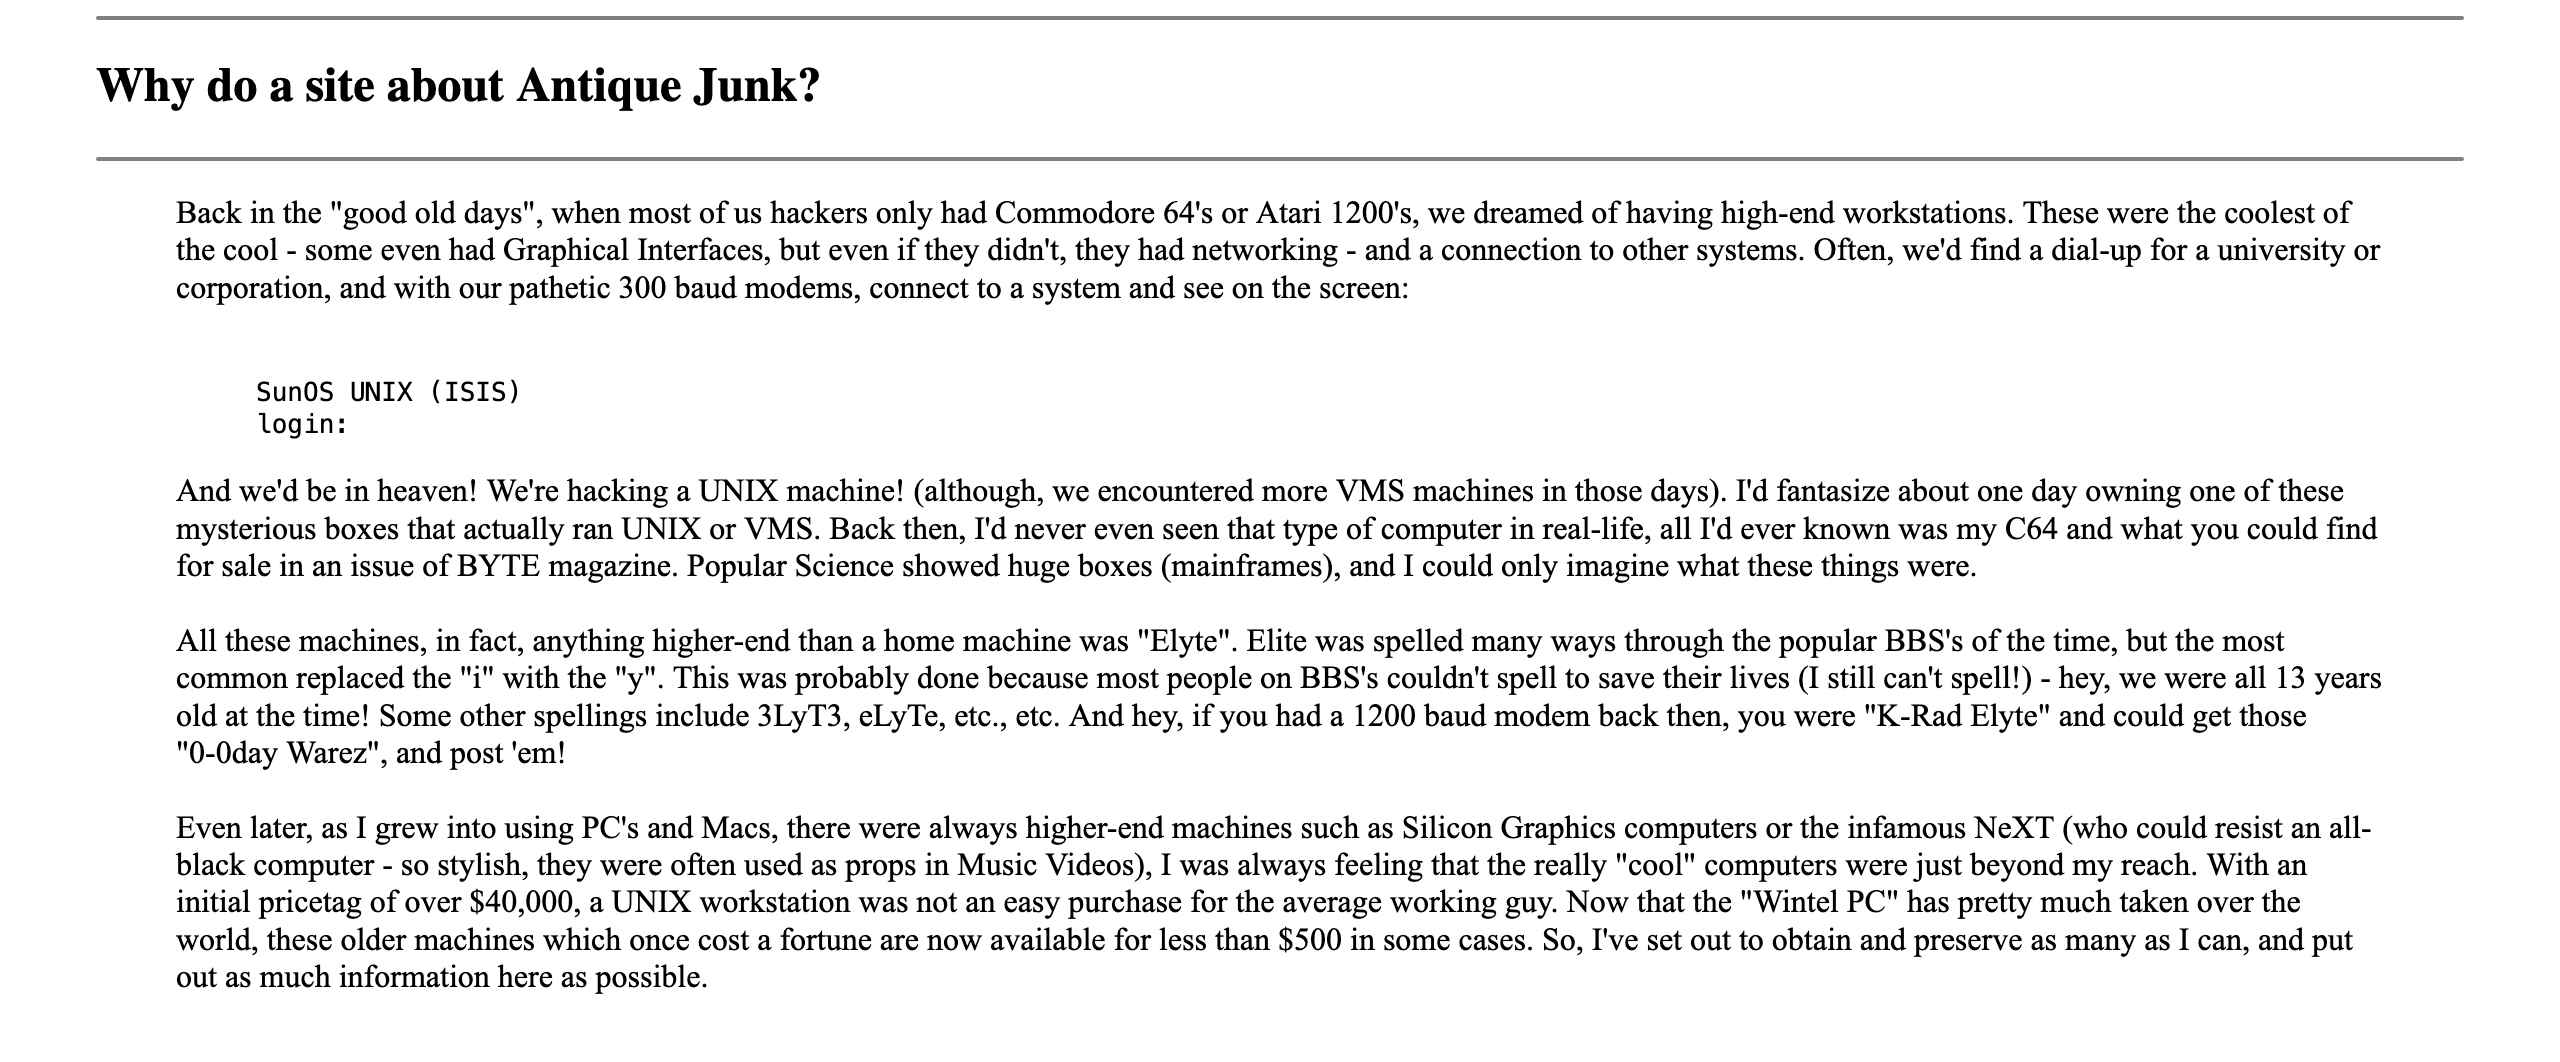 Why do a site about Antique Junk?
Back in the "good old days", when most of us hackers only had Commodore 64's or Atari 1200's, we dreamed of having high-end workstations. These were the coolest of
the cool - some even had Graphical Interfaces, but even if they didn't, they had networking - and a connection to other systems. Often, we'd find a dial-up for a university or
corporation, and with our pathetic 300 baud modems, connect to a system and see on the screen:
SunOS UNIX (ISIS)
login:
And we'd be in heaven! We're hacking a UNIX machine! (although, we encountered more VMS machines in those days). I'd fantasize about one day owning one of these
mysterious boxes that actually ran UNIX or VMS. Back then, I'd never even seen that type of computer in real-life, all I'd ever known was my C64 and what you could find
for sale in an issue of BYTE magazine. Popular Science showed huge boxes (mainframes), and I could only imagine what these things were.
All these machines, in fact, anything higher-end than a home machine was "Elyte". Elite was spelled many ways through the popular BBS's of the time, but the most
common replaced the "i" with the "y". This was probably done because most people on BBS's couldn't spell to save their lives (I still can't spell!) - hey, we were all 13 years
old at the time! Some other spellings include 3LyT3, eLyTe, etc., etc. And hey, if you had a 1200 baud modem back then, you were "K-Rad Elyte" and could get those
"0-0day Warez", and post 'em!
Even later, as I grew into using PC's and Macs, there were always higher-end machines such as Silicon Graphics computers or the infamous NeXT (who could resist an all-
black computer - so stylish, they were often used as props in Music Videos), I was always feeling that the really "cool" computers were just beyond my reach. With an
initial pricetag of over $40,000, a UNIX workstation was not an easy purchase for the average working guy. Now that the "Wintel PC" has pretty much taken over the
world, these older machines which once cost a fortune are now available for less than $500 in some cases. So, I've set out to obtain and preserve as many as I can, and put
out as much information here as possible.